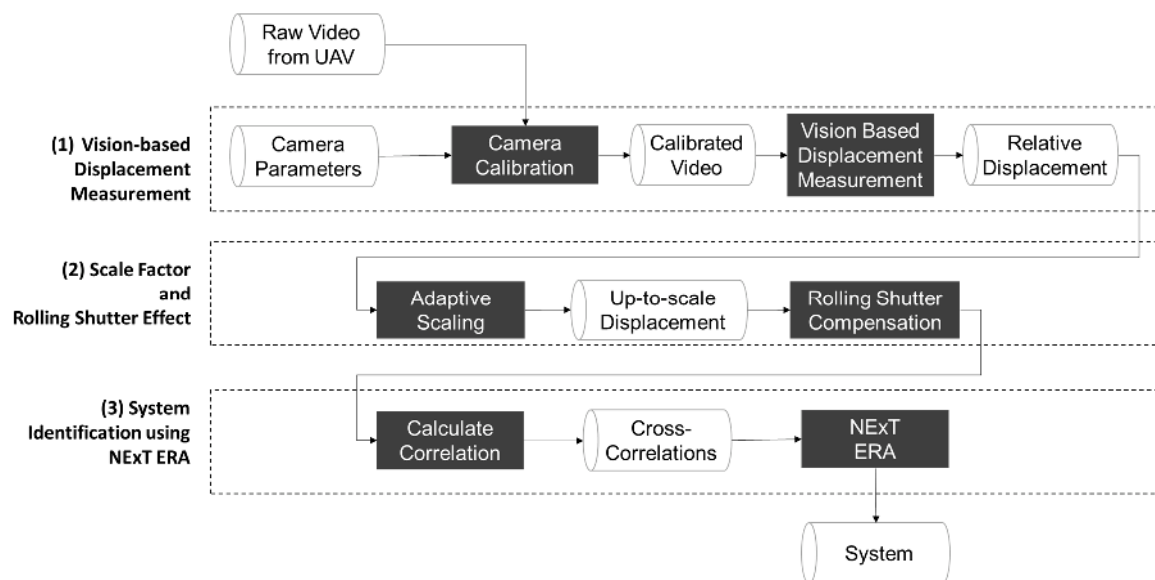 Raw Video
from UAV
(1) Vision-based
Displacement
Measurement
Camera
Parameters
Camera
Calibration
Calibrated
Video
Vision Based
Displacement
Measurement
Relative
Displacement
(2) Scale Factor
and
Rolling Shutter Effect
Adaptive
Scaling
Up-to-scale
Displacement
Rolling Shutter
Compensation
(3) System
Identification using
NExT ERA
Calculate
Correlation
Cross-
Correlations
NExT
ERA
System